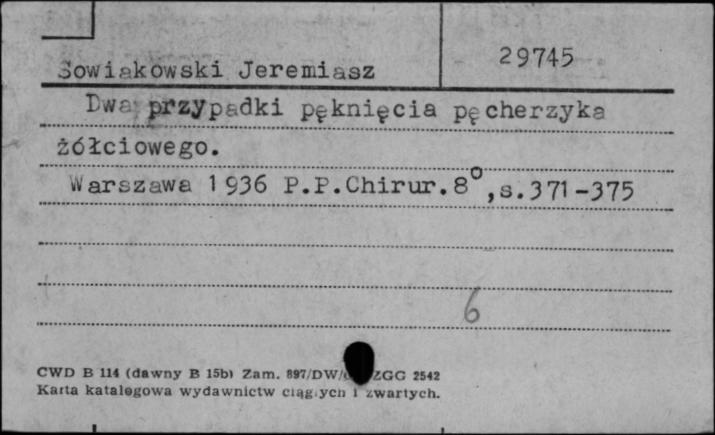 Sowiakowski Jeremiasz
29745
Dwa przypadki pęknięcia pęcherzyka
żółciowego.
Warszawa 1936 P.P.Chirur.8°,s.371-375
6
CWD B 114 (dawny B 15b) Zam. 897/DW/ ZGG 2542
Karta katalogowa wydawnictw ciągłych i zwartych.